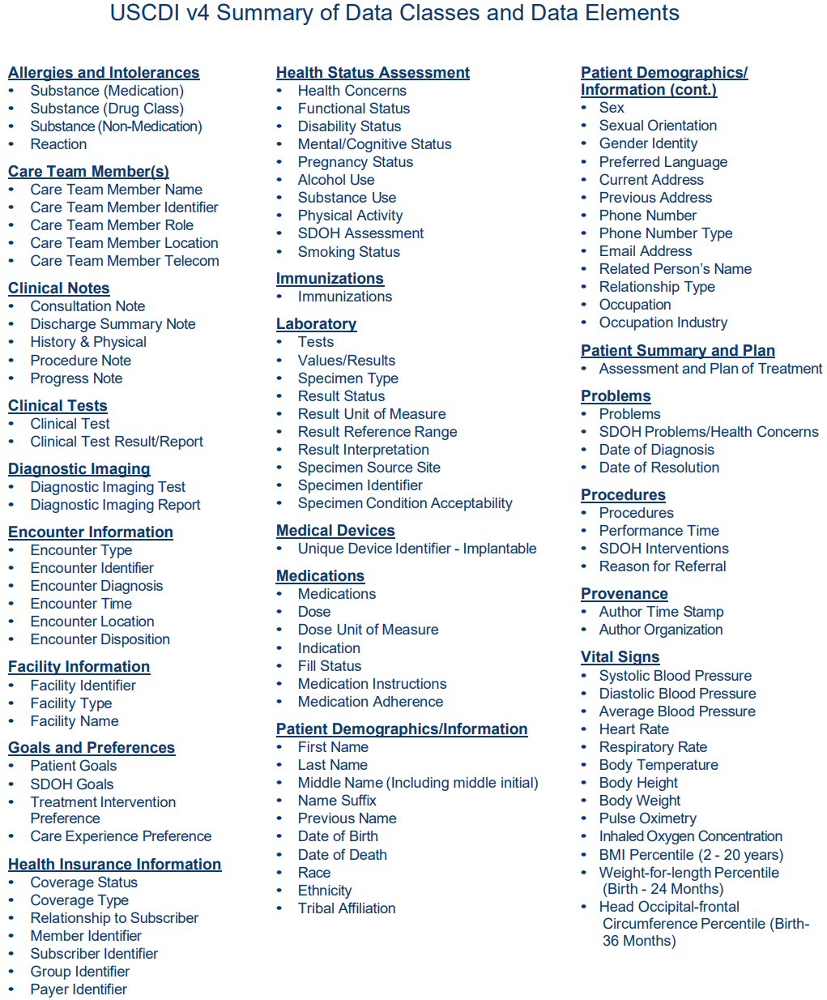 USCDI v4 Summary of Data Classes and Data Elements
Allergies and Intolerances
• Substance (Medication)
• Substance (Drug Class)
• Substance (Non-Medication)
• Reaction
Care Team Member(s)
• Care Team Member Name
• Care Team Member Identifier
• Care Team Member Role
• Care Team Member Location
• Care Team Member Telecom
Clinical Notes
• Consultation Note
• Discharge Summary Note
• History & Physical
• Procedure Note
• Progress Note
Clinical Tests
• Clinical Test
• Clinical Test Result/Report
Diagnostic Imaging
• Diagnostic Imaging Test
• Diagnostic Imaging Report
Encounter Information
• Encounter Type
• Encounter Identifier
• Encounter Diagnosis
• Encounter Time
• Encounter Location
• Encounter Disposition
Facility Information
• Facility Identifier
• Facility Type
• Facility Name
Goals and Preferences
• Patient Goals
• SDOH Goals
• Treatment Intervention
Preference
• Care Experience Preference
Health Insurance Information
• Coverage Status
• Coverage Type
• Relationship to Subscriber
• Member Identifier
• Subscriber Identifier
• Group Identifier
• Payer Identifier
Health Status Assessment
• Health Concerns
• Functional Status
• Disability Status
• Mental/Cognitive Status
• Pregnancy Status
• Alcohol Use
• Substance Use
• Physical Activity
• SDOH Assessment
• Smoking Status
Immunizations
• Immunizations
Laboratory
• Tests
• Values/Results
• Specimen Type
• Result Status
• Result Unit of Measure
• Result Reference Range
• Result Interpretation
• Specimen Source Site
• Specimen Identifier
• Specimen Condition Acceptability
Medical Devices
• Unique Device Identifier - Implantable
Medications
• Medications
• Dose
• Dose Unit of Measure
• Indication
• Fill Status
• Medication Instructions
• Medication Adherence
Patient Demographics/Information
• First Name
• Last Name
• Middle Name (Including middle initial)
• Name Suffix
• Previous Name
• Date of Birth
• Date of Death
• Race
• Ethnicity
• Tribal Affiliation
Patient Demographics/
Information (cont.)
• Sex
• Sexual Orientation
• Gender Identity
• Preferred Language
• Current Address
• Previous Address
• Phone Number
• Phone Number Type
• Email Address
• Related Person’s Name
• Relationship Type
• Occupation
• Occupation Industry
Patient Summary and Plan
• Assessment and Plan of Treatment
Problems
• Problems
• SDOH Problems/Health Concerns
• Date of Diagnosis
• Date of Resolution
Procedures
• Procedures
• Performance Time
• SDOH Interventions
• Reason for Referral
Provenance
• Author Time Stamp
• Author Organization
Vital Signs
• Systolic Blood Pressure
• Diastolic Blood Pressure
• Average Blood Pressure
• Heart Rate
• Respiratory Rate
• Body Temperature
• Body Height
• Body Weight
• Pulse Oximetry
• Inhaled Oxygen Concentration
• BMI Percentile (2 - 20 years)
• Weight-for-length Percentile
(Birth - 24 Months)
• Head Occipital-frontal
Circumference Percentile (Birth-
36 Months)